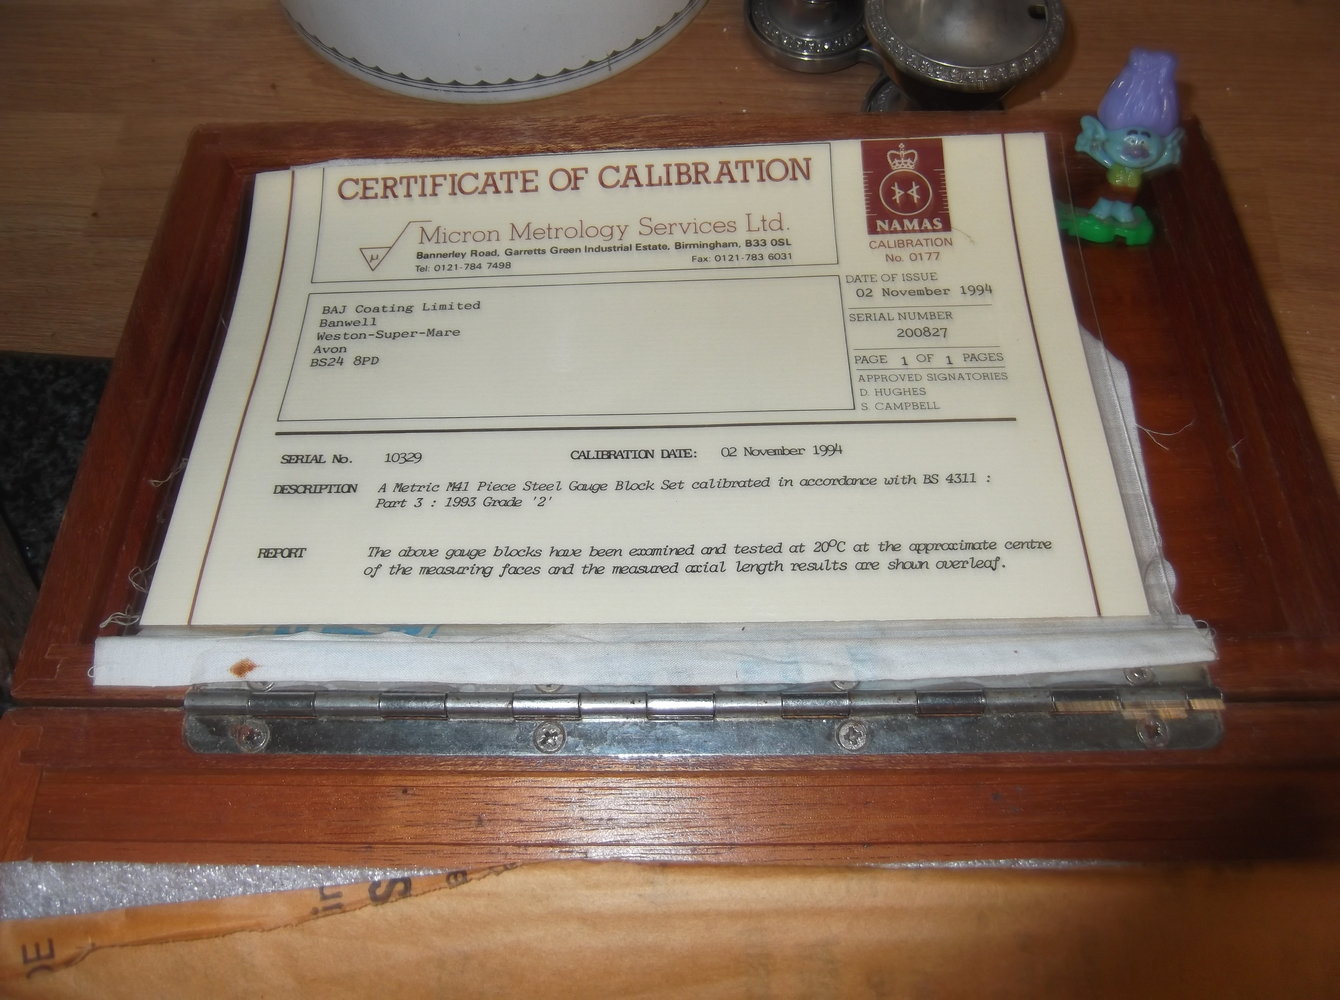 CERTIFICATE OF CALIBRATION
Micron Metrology Services Ltd.
Bannerley Road, Garretts Green Industrial Estate, Birmingham, B33 0SL
Tel: 0121-784 7498 Fax: 0121-783 6031
µ
NAMAS
CALIBRATION
No. 0177
DATE OF ISSUE
02 November 1994
SERIAL NUMBER
200827
PAGE 1 OF 1 PAGES
APPROVED SIGNATORIES
D. HUGHES
S. CAMPBELL
BAJ Coating Limited
Banwell
Weston-Super-Mare
Avon
BS24 8PD
SERIAL No. 10329 CALIBRATION DATE: 02 November 1994
DESCRIPTION A Metric M41 Piece Steel Gauge Block Set calibrated in accordance with BS 4311 :
Part 3 : 1993 Grade '2'
REPORT The above gauge blocks have been examined and tested at 20°C at the approximate centre
of the measuring faces and the measured axial length results are shown overleaf.